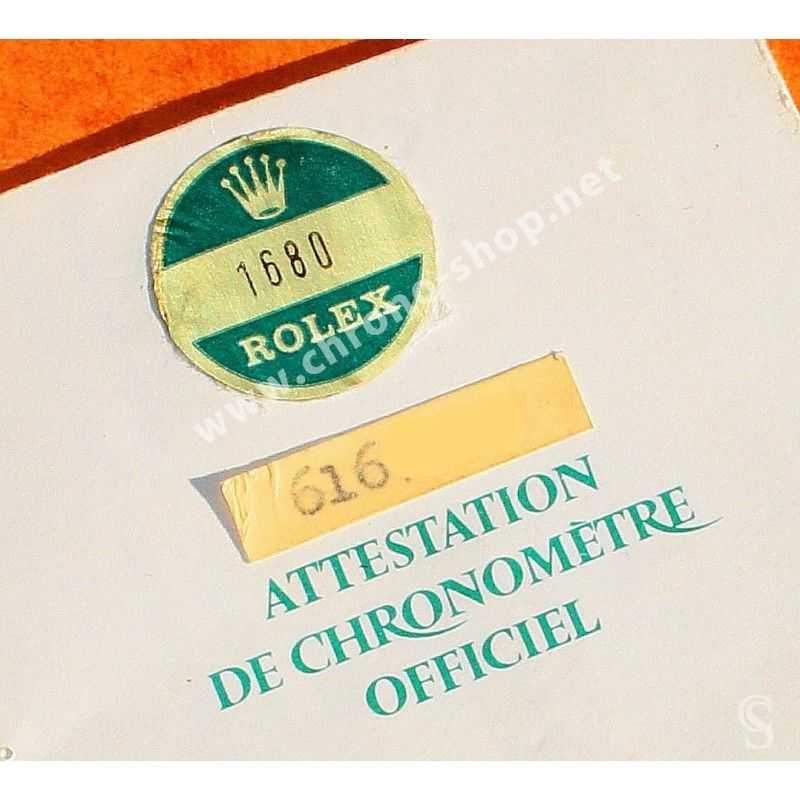 1680
ROLEX
www.chrono-shop.net
616
ATTESTATION
DE CHRONOMÈTRE
OFFICIEL